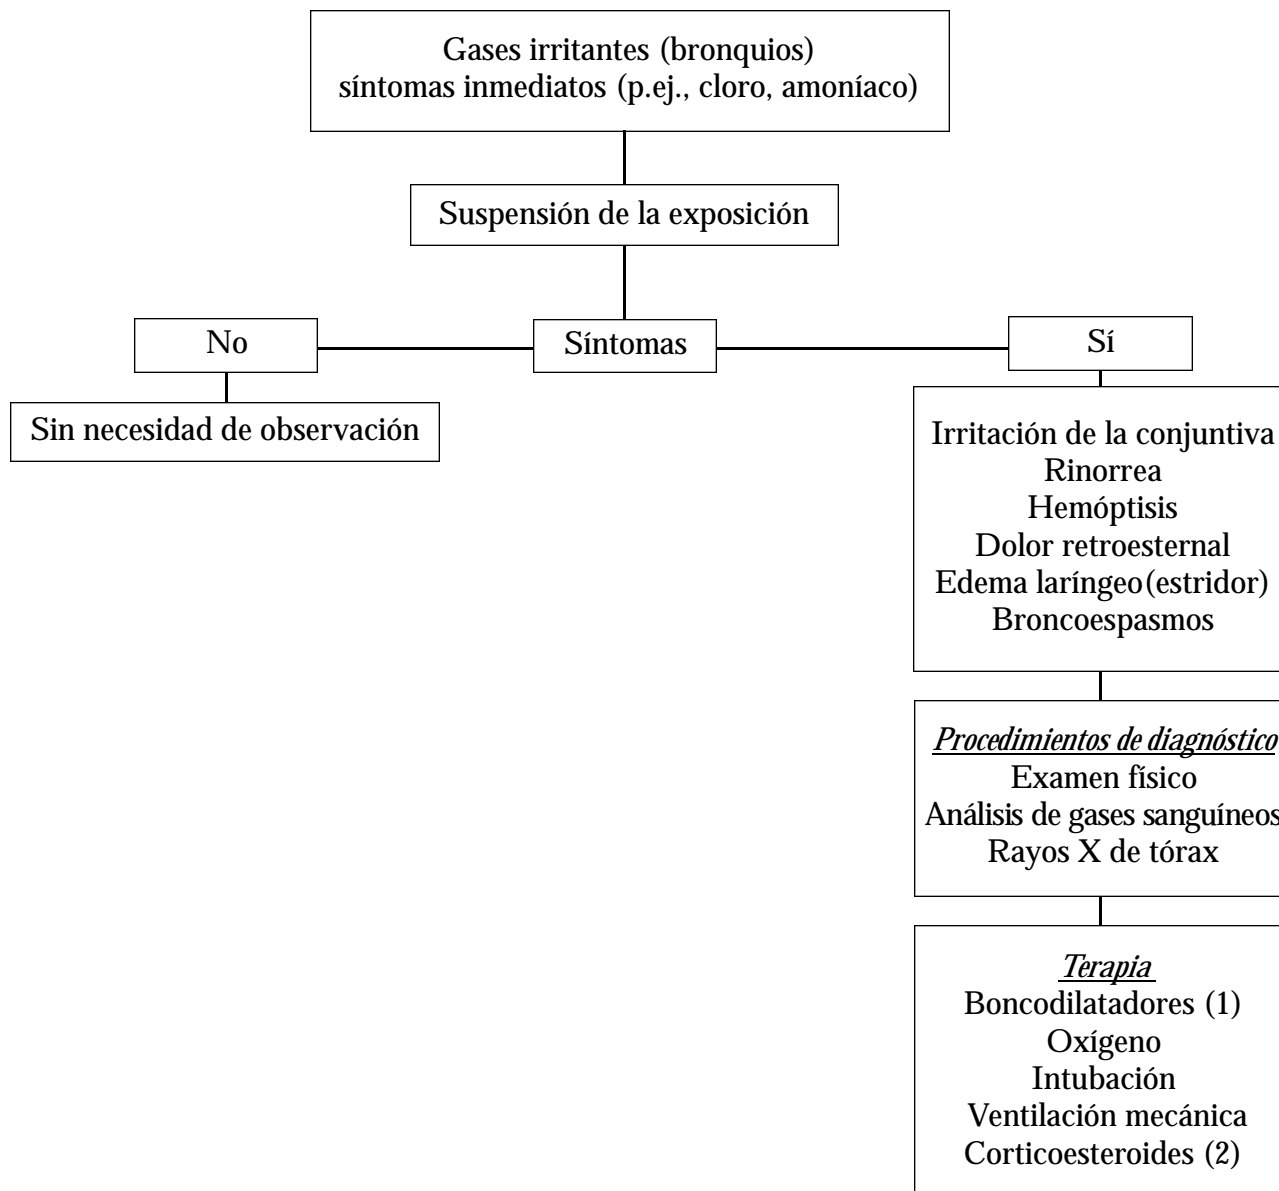 Gases irritantes (bronquios)
síntomas inmediatos (p.ej., cloro, amoníaco)
Suspensión de la exposición
No
Síntomas
Sí
Sin necesidad de observación
Irritación de la conjuntiva
Rinorrea
Hemóptisis
Dolor retroesternal
Edema laríngeo (estridor)
Broncoespasmos
Procedimientos de diagnóstico
Examen físico
Análisis de gases sanguíneos
Rayos X de tórax
Terapia
Boncodilatadores (1)
Oxígeno
Intubación
Ventilación mecánica
Corticoesteroides (2)